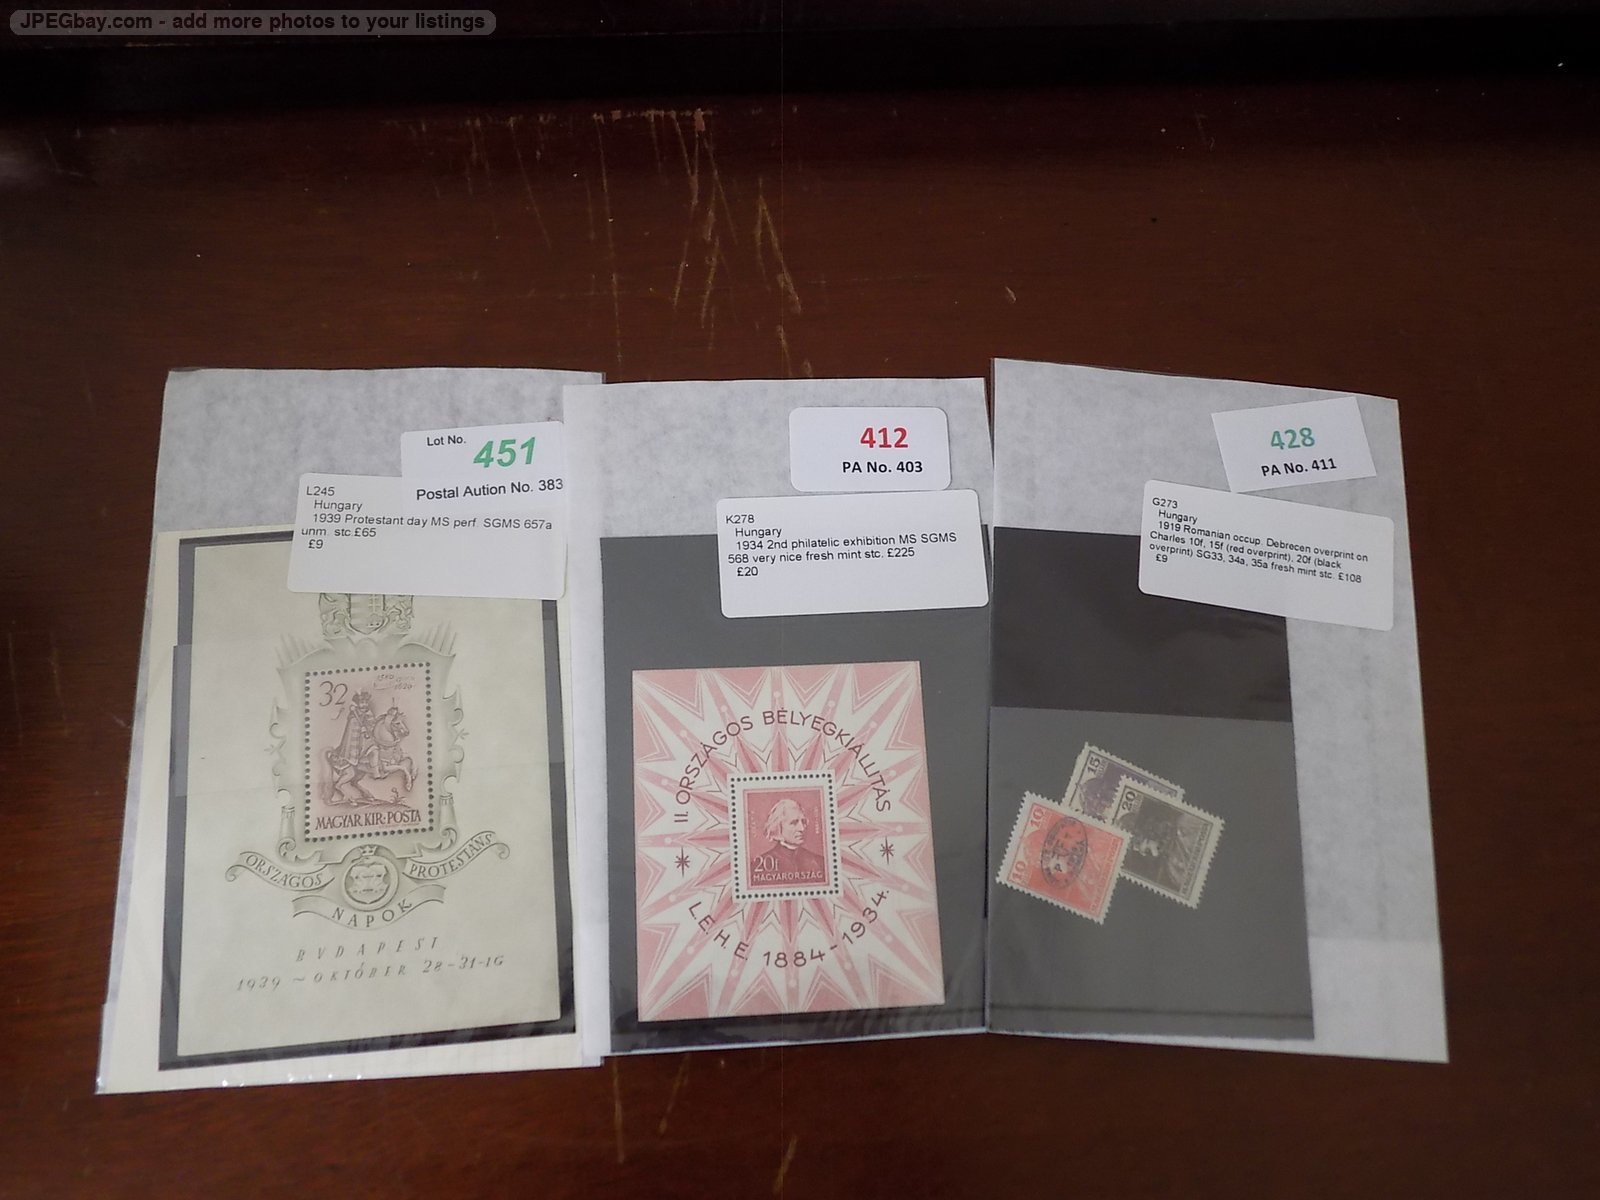 JPEGbay.com - add more photos to your listings
Lot No. 451
Postal Aution No. 383
L245
Hungary
1939 Protestant day MS perf SGMS 657a
unm. stc.£65
£9
32
f
1620
MAGYAR KIR·POSTA
ORSZÁGOS
PROTESTÁNS
NAPOK
BVDAPEST
1939 ~ OKTÓBER 28-31-IG
412
PA No. 403
K278
Hungary
1934 2nd philatelic exhibition MS SGMS
568 very nice fresh mint stc. £225
£20
II. ORSZÁGOS BÉLYEGKIÁLLÍTÁS
20f
MAGYARORSZÁG
L.E.H.E. 1884-1934.
428
PA No. 411
G273
Hungary
1919 Romanian occup. Debrecen overprint on
Charles 10f, 15f (red overprint), 20f (black
overprint) SG33, 34a, 35a fresh mint stc. £108
£9
15
20
10
10